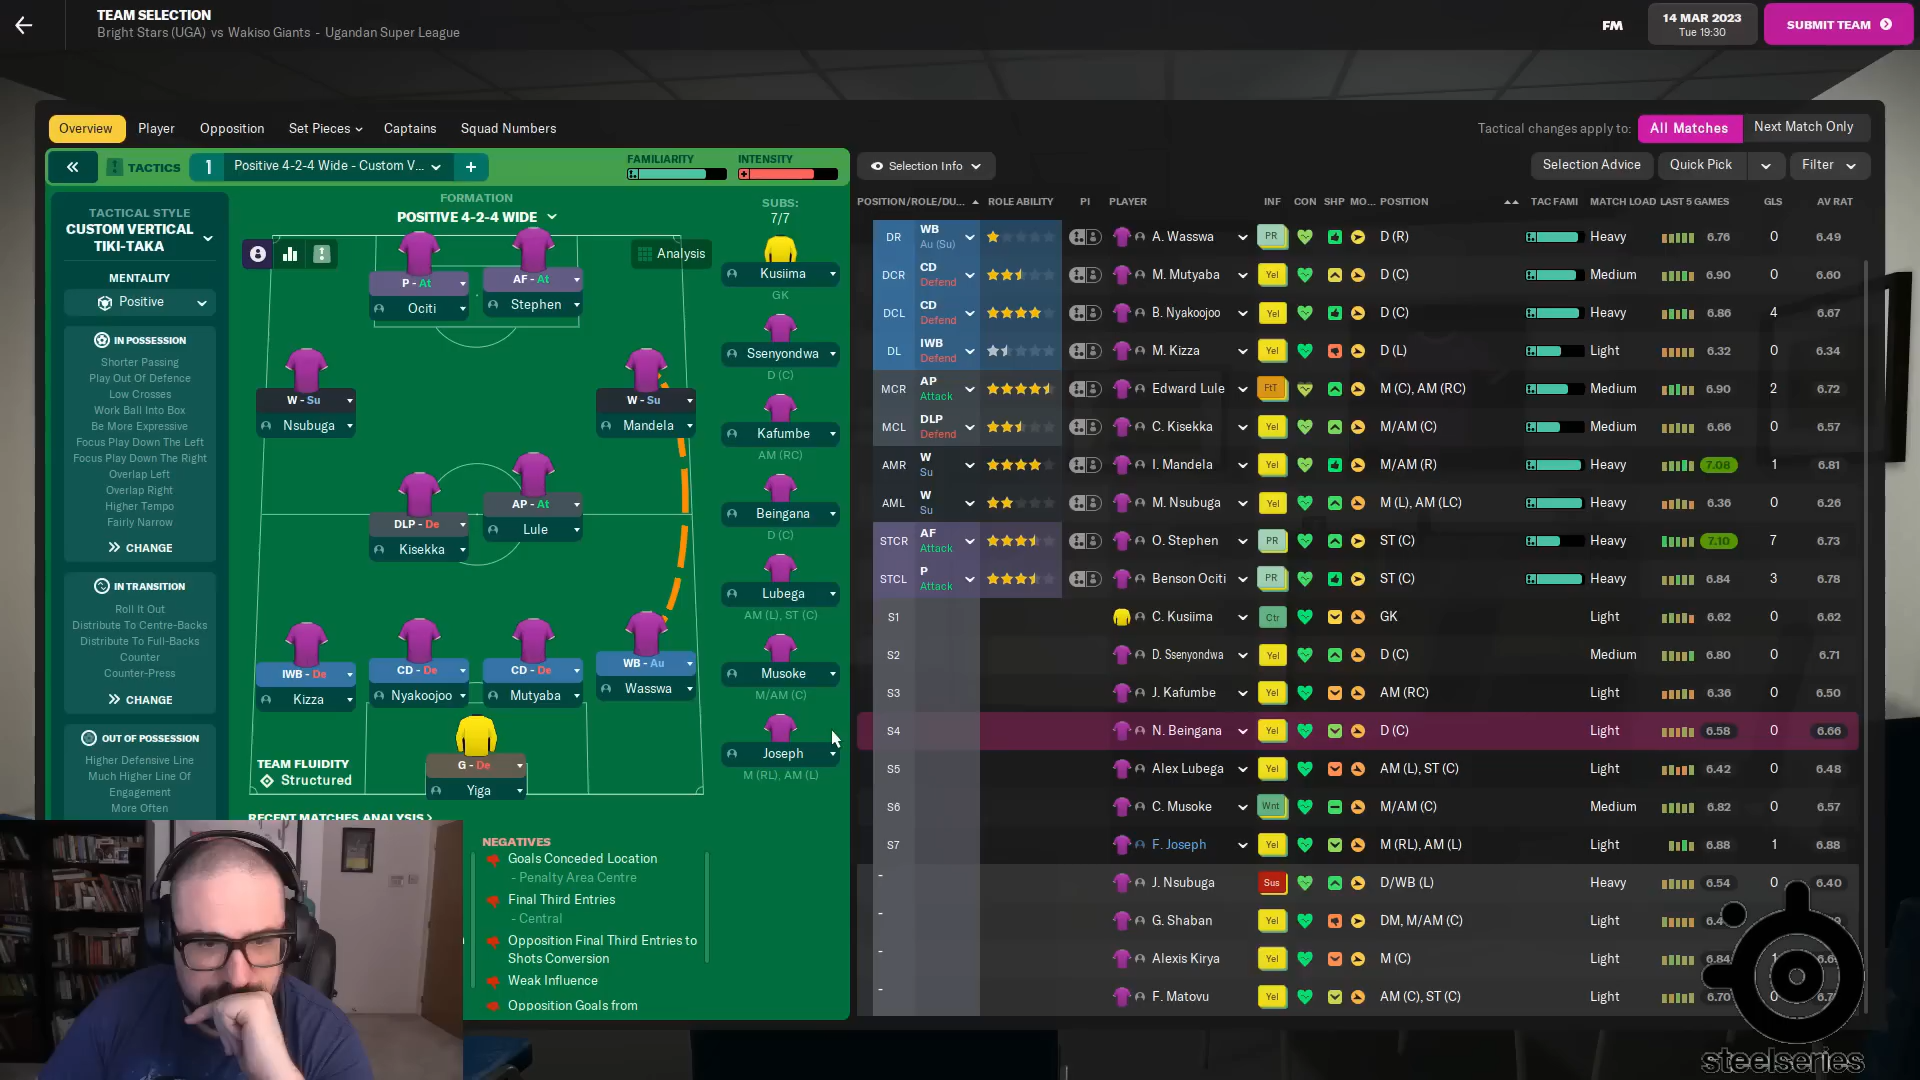 TEAM SELECTION
Bright Stars (UGA) vs Wakiso Giants - Ugandan Super League
FM
14 MAR 2023
Tue 19:30
SUBMIT TEAM
Overview Player Opposition Set Pieces Captains Squad Numbers
Tactical changes apply to: All Matches Next Match Only
TACTICS 1 Positive 4-2-4 Wide - Custom V... +
FAMILIARITY
INTENSITY
Selection Info
Selection Advice Quick Pick Filter
TACTICAL STYLE
CUSTOM VERTICAL
TIKI-TAKA
MENTALITY
Positive
IN POSSESSION
Shorter Passing
Play Out Of Defence
Low Crosses
Work Ball Into Box
Be More Expressive
Focus Play Down The Left
Focus Play Down The Right
Overlap Left
Overlap Right
Higher Tempo
Fairly Narrow
CHANGE
IN TRANSITION
Roll It Out
Distribute To Centre-Backs
Distribute To Full-Backs
Counter
Counter-Press
CHANGE
OUT OF POSSESSION
Higher Defensive Line
Much Higher Line Of
Engagement
More Often
FORMATION
POSITIVE 4-2-4 WIDE
Analysis
P - At
Ociti
AF - At
Stephen
W - Su
Nsubuga
W - Su
Mandela
DLP - De
Kisekka
AP - At
Lule
IWB - De
Kizza
CD - De
Nyakoojoo
CD - De
Mutyaba
WB - Au
Wasswa
G - De
Yiga
TEAM FLUIDITY
Structured
SUBS:
7/7
Kusiima
GK
Ssenyondwa
D (C)
Kafumbe
AM (RC)
Beingana
D (C)
Lubega
AM (L), ST (C)
Musoke
M/AM (C)
Joseph
M (RL), AM (L)
RECENT MATCHES ANALYSIS >
NEGATIVES
Goals Conceded Location
- Penalty Area Centre
Final Third Entries
- Central
Opposition Final Third Entries to
Shots Conversion
Weak Influence
Opposition Goals from
POSITION/ROLE/DU... ROLE ABILITY PI PLAYER INF CON SHP MO... POSITION TAC FAMI MATCH LOAD LAST 5 GAMES GLS AV RAT
DR WB Au (Su) A. Wasswa PR D (R) Heavy 6.76 0 6.49
DCR CD Defend M. Mutyaba Yel D (C) Medium 6.90 0 6.60
DCL CD Defend B. Nyakoojoo Yel D (C) Heavy 6.86 4 6.67
DL IWB Defend M. Kizza Yel D (L) Light 6.32 0 6.34
MCR AP Attack Edward Lule FtT M (C), AM (RC) Medium 6.90 2 6.72
MCL DLP Defend C. Kisekka Yel M/AM (C) Medium 6.66 0 6.57
AMR W Su I. Mandela Yel M/AM (R) Heavy 7.08 1 6.81
AML W Su M. Nsubuga Yel M (L), AM (LC) Heavy 6.36 0 6.26
STCR AF Attack O. Stephen PR ST (C) Heavy 7.10 7 6.73
STCL P Attack Benson Ociti PR ST (C) Heavy 6.84 3 6.78
S1 C. Kusiima Ctr GK Light 6.62 0 6.62
S2 D. Ssenyondwa Yel D (C) Medium 6.80 0 6.71
S3 J. Kafumbe Yel AM (RC) Light 6.36 0 6.50
S4 N. Beingana Yel D (C) Light 6.58 0 6.66
S5 Alex Lubega Yel AM (L), ST (C) Light 6.42 0 6.48
S6 C. Musoke Wnt M/AM (C) Medium 6.82 0 6.57
S7 F. Joseph Yel M (RL), AM (L) Light 6.88 1 6.88
- J. Nsubuga Sus D/WB (L) Heavy 6.54 0 6.40
- G. Shaban Yel DM, M/AM (C) Light
- Alexis Kirya Yel M (C) Light 6.84
- F. Matovu Yel AM (C), ST (C) Light 6.70
steelseries